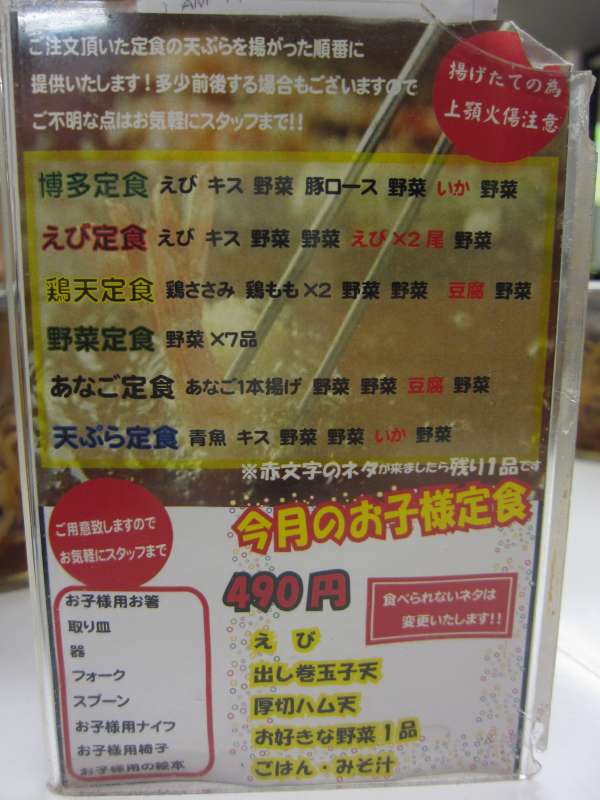 ご注文頂いた定食の天ぷらを揚がった順番に
提供いたします！多少前後する場合もございますので
ご不明な点はお気軽にスタッフまで！！
揚げたての為
上顎火傷注意
博多定食 えび キス 野菜 豚ロース 野菜 いか 野菜
えび定食 えび キス 野菜 野菜 えび×2尾 野菜
鶏天定食 鶏ささみ 鶏もも×2 野菜 野菜 豆腐 野菜
野菜定食 野菜×7品
あなご定食 あなご1本揚げ 野菜 野菜 豆腐 野菜
天ぷら定食 青魚 キス 野菜 野菜 いか 野菜
※赤文字のネタが来ましたら残り1品です
ご用意致しますので
お気軽にスタッフまで
お子様用お箸
取り皿
器
フォーク
スプーン
お子様用ナイフ
お子様用椅子
お子様用の絵本
今月のお子様定食
490円
食べられないネタは
変更いたします！！
えび
出し巻玉子天
厚切ハム天
お好きな野菜1品
ごはん・みそ汁